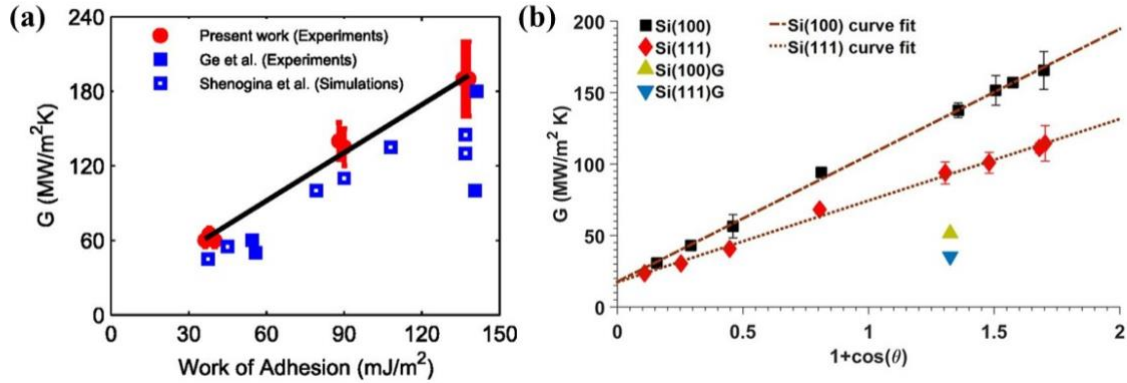 (a)
240
180
120
60
0
G (MW/m²K)
Present work (Experiments)
Ge et al. (Experiments)
Shenogina et al. (Simulations)
0 30 60 90 120 150
Work of Adhesion (mJ/m²)
(b)
200
150
100
50
0
G (MW/m² K)
Si(100)
Si(111)
Si(100)G
Si(111)G
Si(100) curve fit
Si(111) curve fit
0 0.5 1 1.5 2
1+cos(θ)